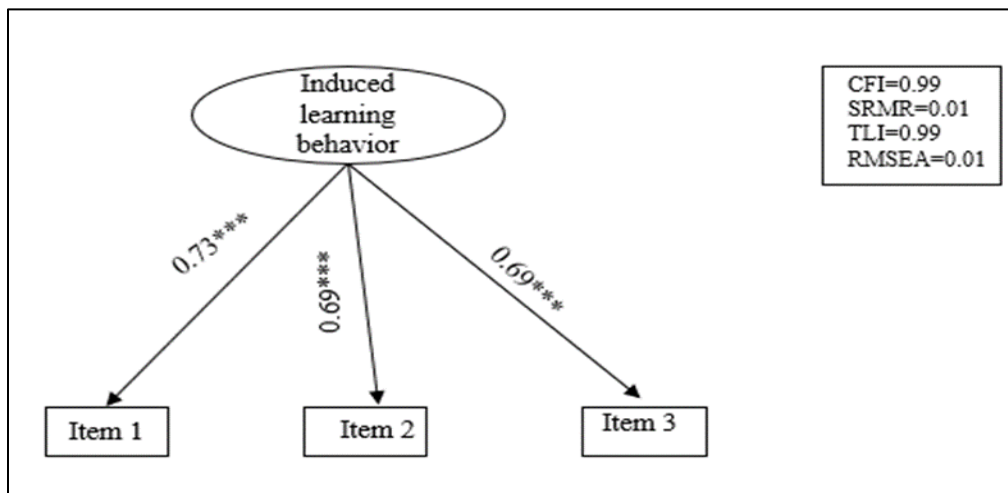 Induced
learning
behavior
CFI=0.99
SRMR=0.01
TLI=0.99
RMSEA=0.01
0.73***
0.69***
0.69***
Item 1
Item 2
Item 3